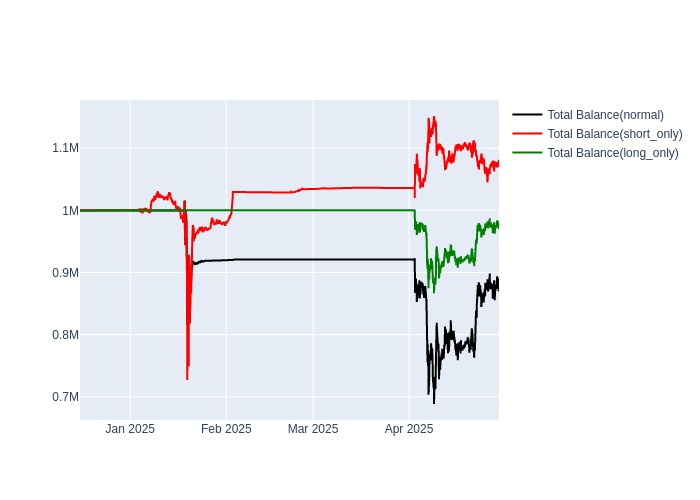 Total Balance(normal)
Total Balance(short_only)
Total Balance(long_only)
1.1M
1M
0.9M
0.8M
0.7M
Jan 2025 Feb 2025 Mar 2025 Apr 2025